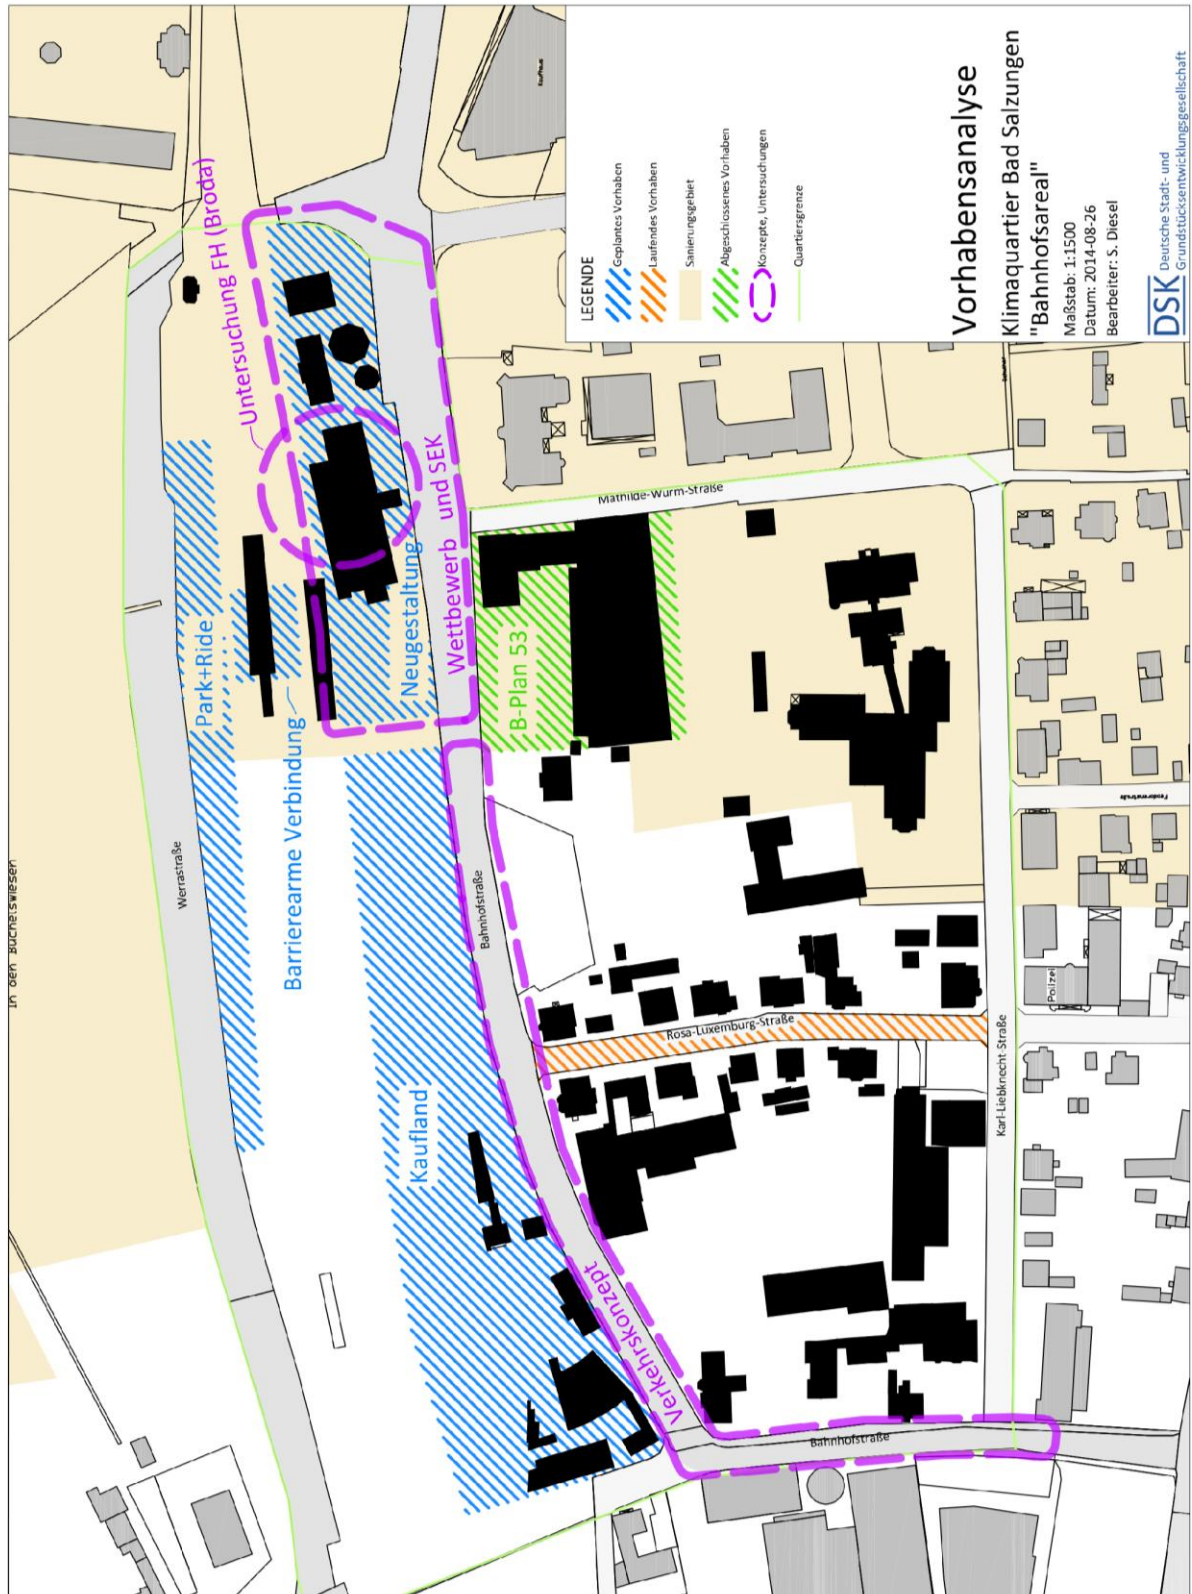 Untersuchung FH (Broda)
Park+Ride
Barrierearme Verbindung
Neugestaltung
Wettbewerb und SEK
B-Plan 53
Kaufland
Verkehrskonzept
Werrastraße
Bahnhofstraße
Mathilde-Wurm-Straße
Rosa-Luxemburg-Straße
Karl-Liebknecht-Straße
Bahnhofstraße
Polizei
LEGENDE
Geplantes Vorhaben
Laufendes Vorhaben
Sanierungsgebiet
Abgeschlossenes Vorhaben
Konzepte, Untersuchungen
Quartiersgrenze
Vorhabensanalyse
Klimaquartier Bad Salzungen
"Bahnhofsareal"
Maßstab: 1:1500
Datum: 2014-08-26
Bearbeiter: S. Diesel
DSK Deutsche Stadt- und
Grundstücksentwicklungsgesellschaft